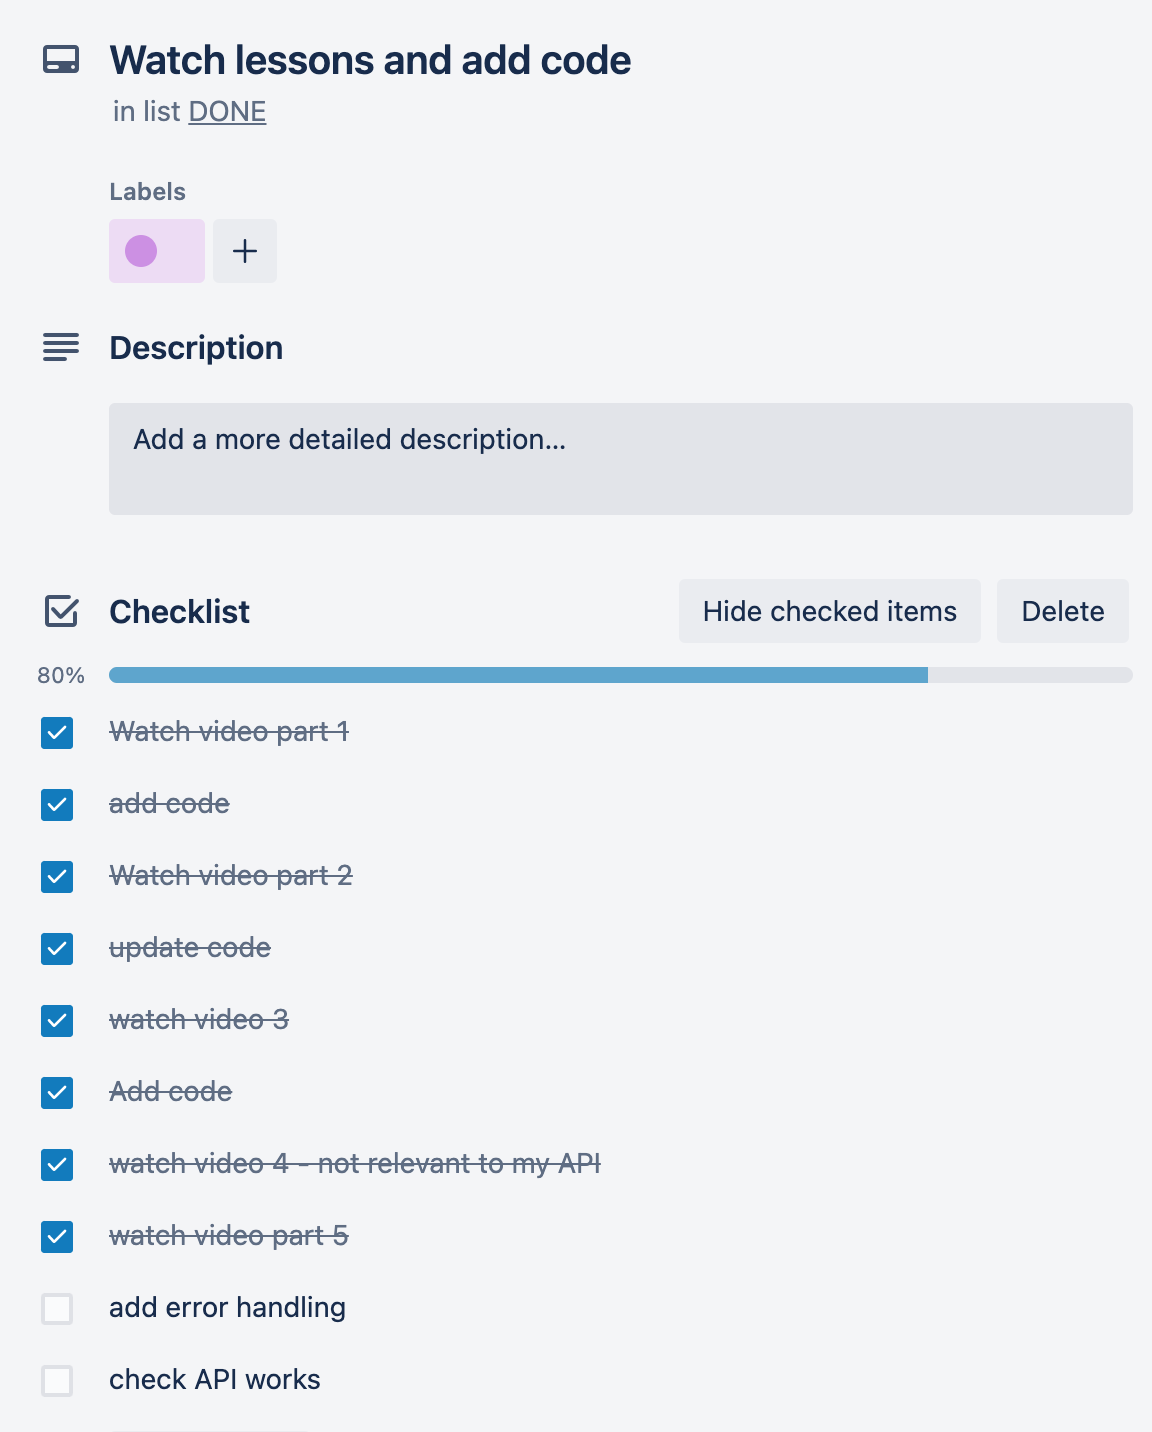 Watch lessons and add code
in list DONE
Labels
Description
Add a more detailed description...
Checklist
Hide checked items
Delete
80%
Watch video part 1
add code
Watch video part 2
update code
watch video 3
Add code
watch video 4 - not relevant to my API
watch video part 5
add error handling
check API works